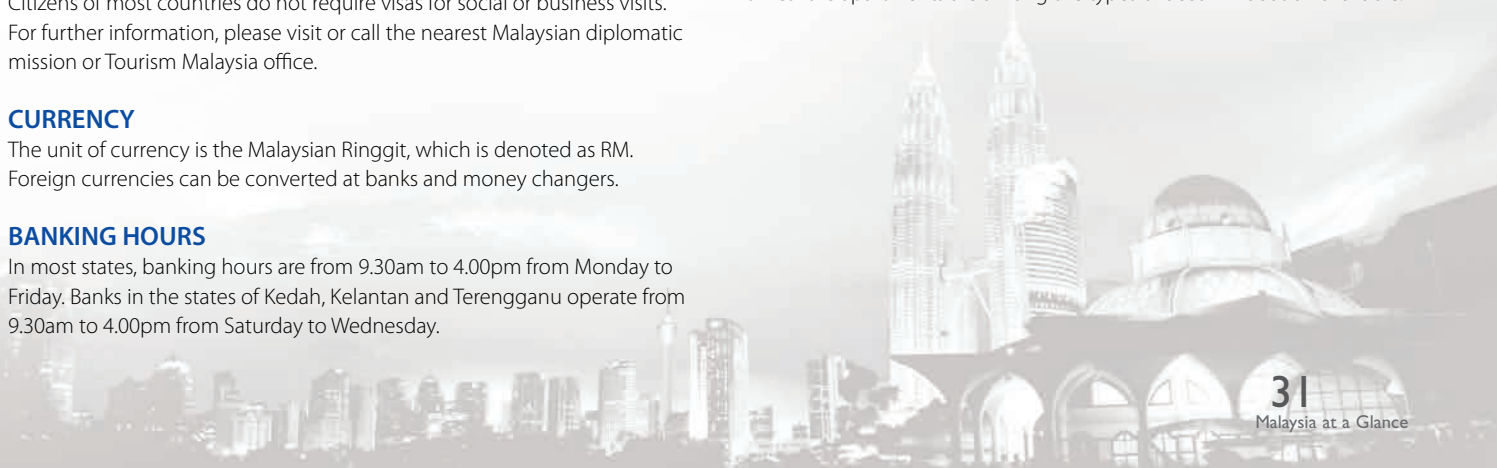 Citizens of most countries do not require visas for social or business visits.
For further information, please visit or call the nearest Malaysian diplomatic
mission or Tourism Malaysia office.
CURRENCY
The unit of currency is the Malaysian Ringgit, which is denoted as RM.
Foreign currencies can be converted at banks and money changers.
BANKING HOURS
In most states, banking hours are from 9.30am to 4.00pm from Monday to
Friday. Banks in the states of Kedah, Kelantan and Terengganu operate from
9.30am to 4.00pm from Saturday to Wednesday.
31
Malaysia at a Glance